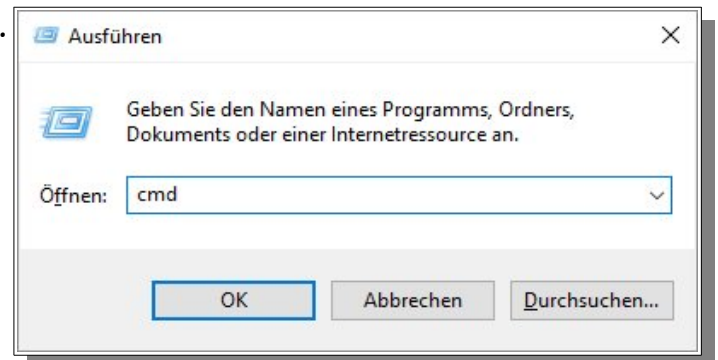 Ausführen
Geben Sie den Namen eines Programms, Ordners,
Dokuments oder einer Internetressource an.
Öffnen: cmd
OK Abbrechen Durchsuchen...